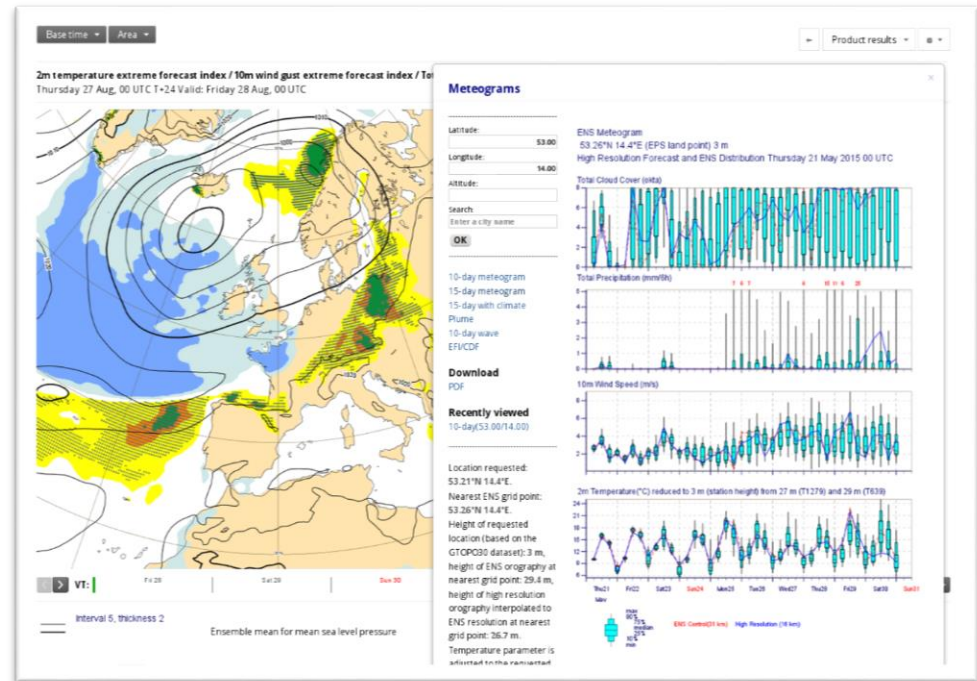 Base time
Area
Product results
2m temperature extreme forecast index / 10m wind gust extreme forecast index / Tot
Thursday 27 Aug, 00 UTC T+24 Valid: Friday 28 Aug, 00 UTC
VT:
Fri 28
Sat 29
Sun 30
Interval 5, thickness 2
Ensemble mean for mean sea level pressure
Meteograms
Latitude:
53.00
Longitude:
14.00
Altitude:
Search
Enter a city name
OK
10-day meteogram
15-day meteogram
15-day with climate
Plume
10-day wave
EFI/CDF
Download
PDF
Recently viewed
10-day(53.00/14.00)
Location requested:
53.21°N 14.4°E.
Nearest ENS grid point:
53.26°N 14.4°E.
Height of requested
location (based on the
GTOPO30 dataset): 3 m,
height of ENS orography at
nearest grid point: 29.4 m,
height of high resolution
orography interpolated to
ENS resolution at nearest
grid point: 26.7 m.
Temperature parameter is
adjusted to the requested
ENS Meteogram
53.26°N 14.4°E (EPS land point) 3 m
High Resolution Forecast and ENS Distribution Thursday 21 May 2015 00 UTC
Total Cloud Cover (okta)
Total Precipitation (mm/6h)
10m Wind Speed (m/s)
2m Temperature(°C) reduced to 3 m (station height) from 27 m (T1279) and 29 m (T639)
Thu21 Fri22 Sat23 Sun24 Mon25 Tue26 Wed27 Thu28 Fri29 Sat30 Sun31
May
max
90%
75%
median
25%
10%
min
ENS Control(31 km) High Resolution (16 km)